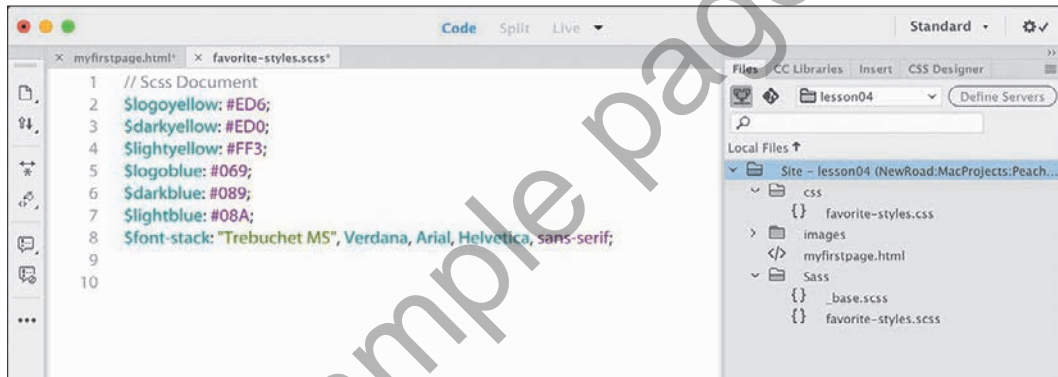 Code Split Live
Standard
myfirstpage.html* favorite-styles.scss*
1 // Scss Document
2 $logoyellow: #ED6;
3 $darkyellow: #ED0;
4 $lightyellow: #FF3;
5 $logoblue: #069;
6 $darkblue: #089;
7 $lightblue: #08A;
8 $font-stack: "Trebuchet MS", Verdana, Arial, Helvetica, sans-serif;
9
10
Files CC Libraries Insert CSS Designer
lesson04 Define Servers
Local Files
Site - lesson04 (NewRoad:MacProjects:Peach...
css
favorite-styles.css
images
myfirstpage.html
Sass
_base.scss
favorite-styles.scss